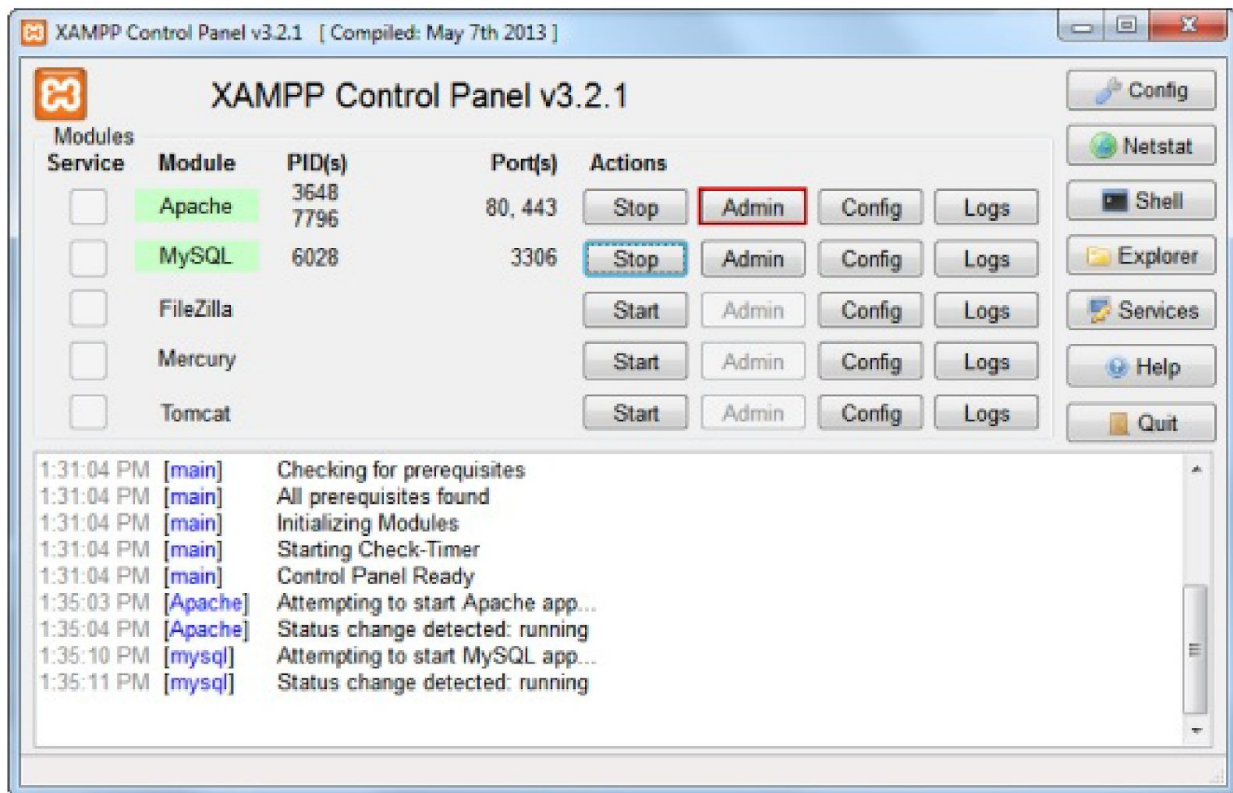 XAMPP Control Panel v3.2.1 [ Compiled: May 7th 2013 ]
XAMPP Control Panel v3.2.1
Config
Modules
Service Module PID(s) Port(s) Actions
Netstat
Apache 3648 7796 80, 443 Stop Admin Config Logs
Shell
MySQL 6028 3306 Stop Admin Config Logs
Explorer
FileZilla Start Admin Config Logs
Services
Mercury Start Admin Config Logs
Help
Tomcat Start Admin Config Logs
Quit
1:31:04 PM [main] Checking for prerequisites
1:31:04 PM [main] All prerequisites found
1:31:04 PM [main] Initializing Modules
1:31:04 PM [main] Starting Check-Timer
1:31:04 PM [main] Control Panel Ready
1:35:03 PM [Apache] Attempting to start Apache app...
1:35:04 PM [Apache] Status change detected: running
1:35:10 PM [mysql] Attempting to start MySQL app...
1:35:11 PM [mysql] Status change detected: running